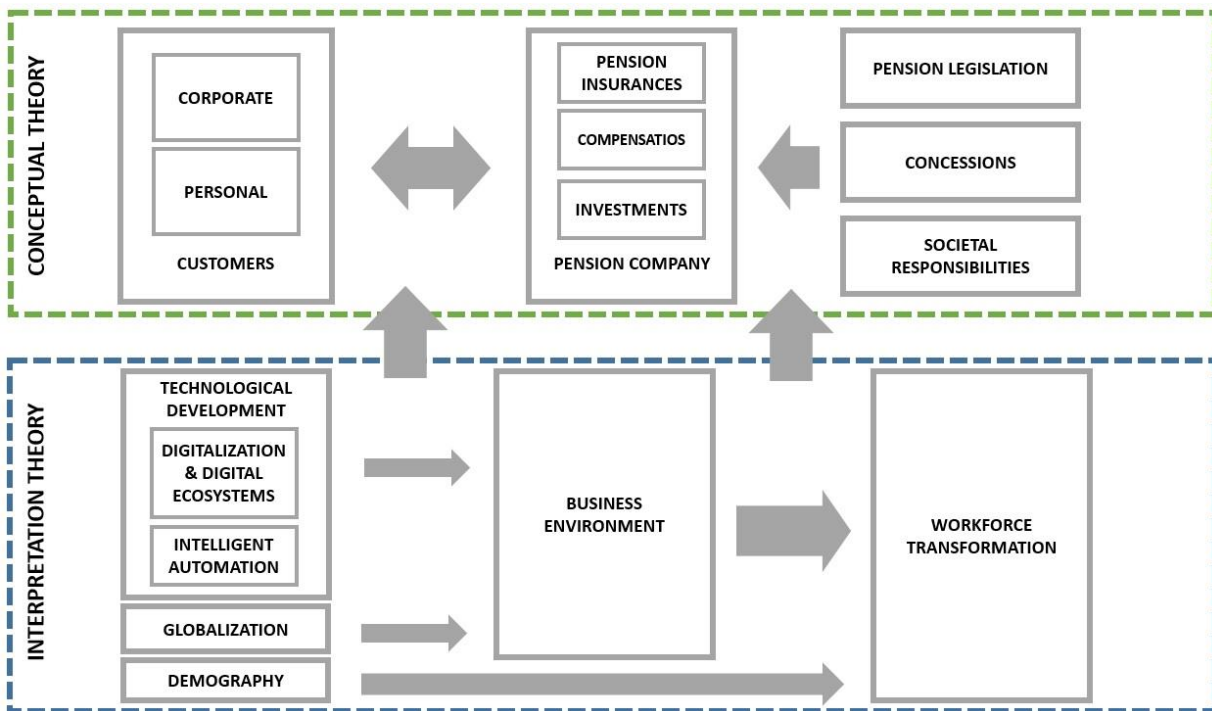 CONCEPTUAL THEORY
CORPORATE
PERSONAL
CUSTOMERS
PENSION
INSURANCES
COMPENSATIOS
INVESTMENTS
PENSION COMPANY
PENSION LEGISLATION
CONCESSIONS
SOCIETAL
RESPONSIBILITIES
INTERPRETATION THEORY
TECHNOLOGICAL
DEVELOPMENT
DIGITALIZATION
& DIGITAL
ECOSYSTEMS
INTELLIGENT
AUTOMATION
GLOBALIZATION
DEMOGRAPHY
BUSINESS
ENVIRONMENT
WORKFORCE
TRANSFORMATION